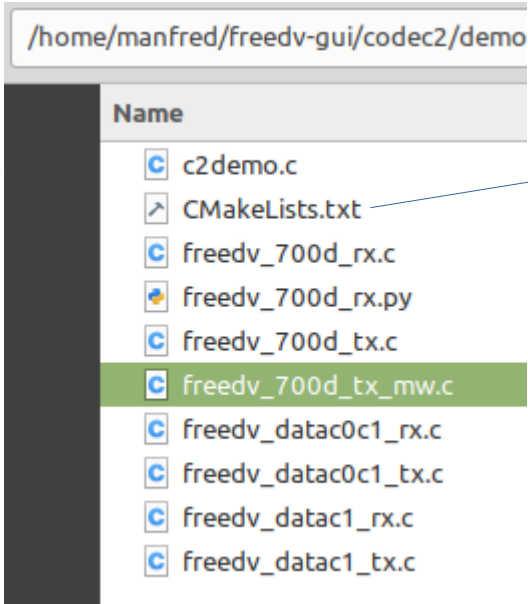 /home/manfred/freedv-gui/codec2/demo
Name
c2demo.c
CMakeLists.txt
freedv_700d_rx.c
freedv_700d_rx.py
freedv_700d_tx.c
freedv_700d_tx_mw.c
freedv_datac0c1_rx.c
freedv_datac0c1_tx.c
freedv_datac1_rx.c
freedv_datac1_tx.c